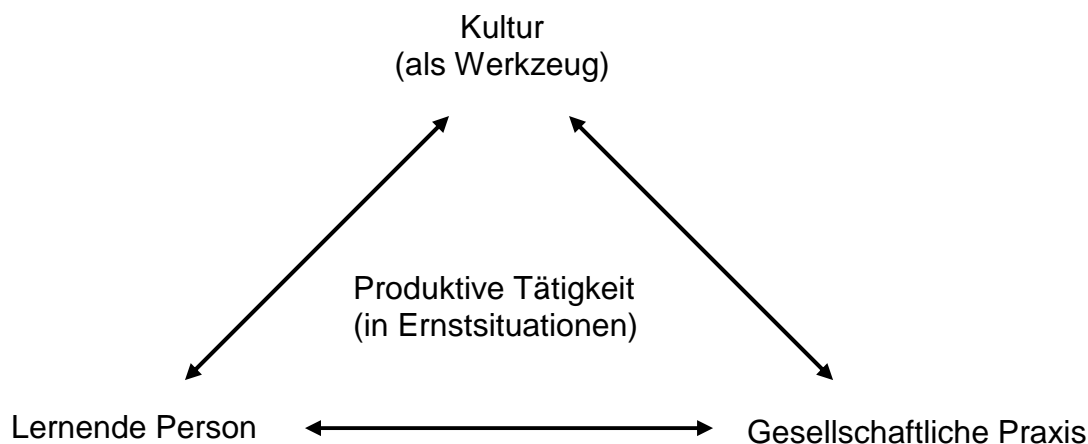 Kultur
(als Werkzeug)
Produktive Tätigkeit
(in Ernstsituationen)
Lernende Person
Gesellschaftliche Praxis